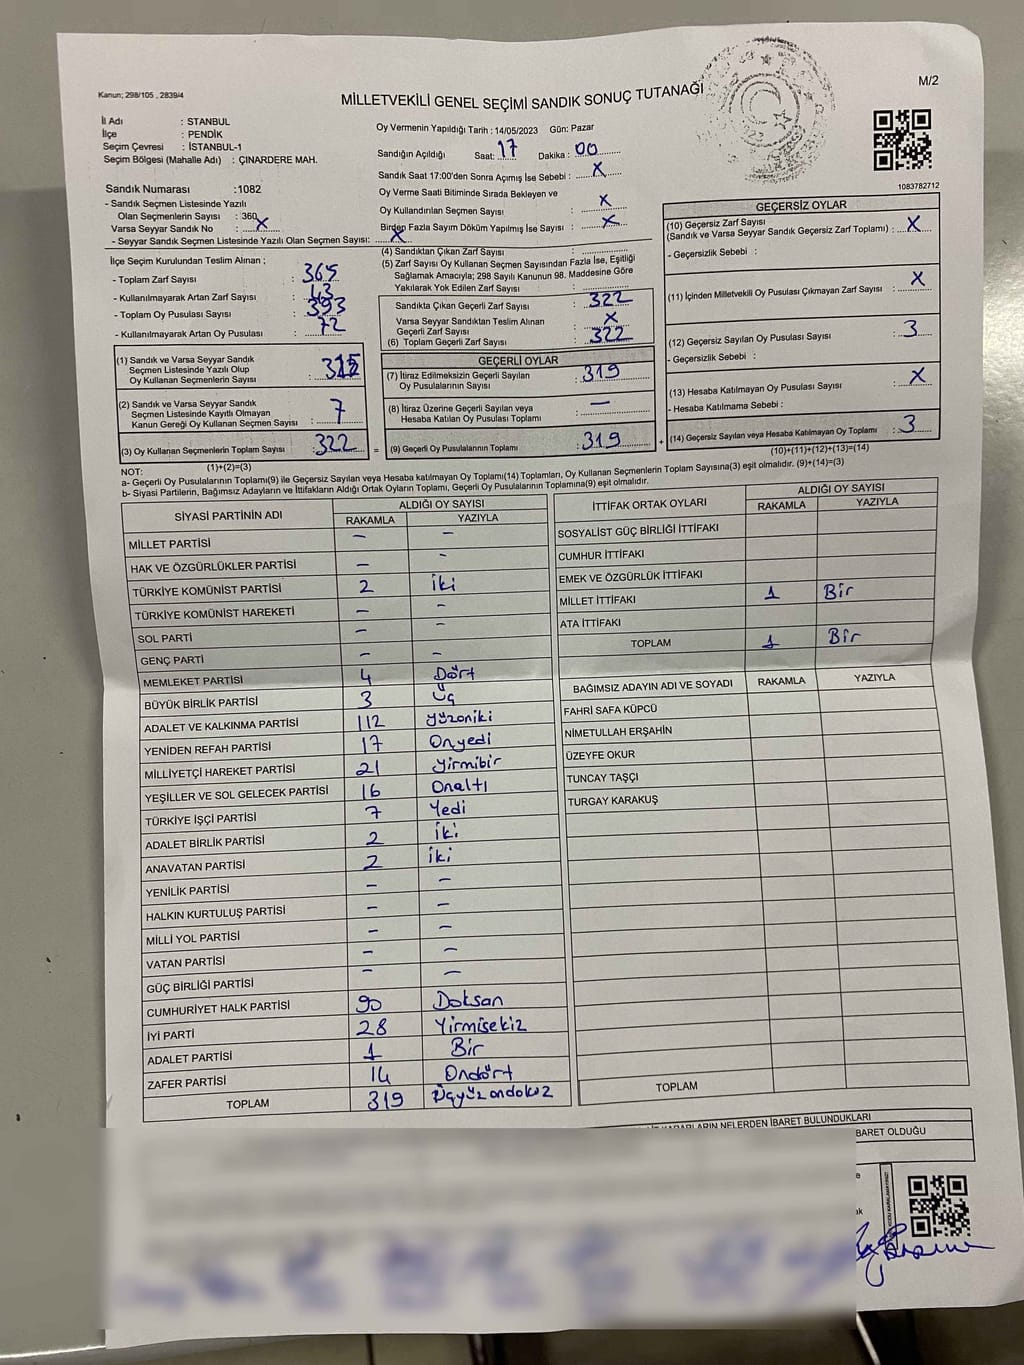 Kanun; 298/105 , 2839/4
MİLLETVEKİLİ GENEL SEÇİMİ SANDIK SONUÇ TUTANAĞI
M/2
İl Adı : STANBUL
İlçe : PENDİK
Seçim Çevresi : İSTANBUL-1
Seçim Bölgesi (Mahalle Adı) : ÇINARDERE MAH.
Sandık Numarası :1082
- Sandık Seçmen Listesinde Yazılı
Olan Seçmenlerin Sayısı : 360
Varsa Seyyar Sandık No : X
- Seyyar Sandık Seçmen Listesinde Yazılı Olan Seçmen Sayısı: X
Oy Vermenin Yapıldığı Tarih : 14/05/2023 Gün: Pazar
Sandığın Açıldığı Saat: 17 Dakika : 00
Sandık Saat 17:00'den Sonra Açımış İse Sebebi : X
Oy Verme Saati Bitiminde Sırada Bekleyen ve
Oy Kullandırılan Seçmen Sayısı : X
Birden Fazla Sayım Döküm Yapılmış İse Sayısı : X
1083782712
İlçe Seçim Kurulundan Teslim Alınan ;
- Toplam Zarf Sayısı : 365
- Kullanılmayarak Artan Zarf Sayısı : 43
- Toplam Oy Pusulası Sayısı : 393
- Kullanılmayarak Artan Oy Pusulası : 72
(1) Sandık ve Varsa Seyyar Sandık
Seçmen Listesinde Yazılı Olup
Oy Kullanan Seçmenlerin Sayısı :
(2) Sandık ve Varsa Seyyar Sandık
Seçmen Listesinde Kayıtlı Olmayan
Kanun Gereği Oy Kullanan Seçmen Sayısı : 7
(3) Oy Kullanan Seçmenlerin Toplam Sayısı : 322
(1)+(2)=(3)
(4) Sandıktan Çıkan Zarf Sayısı :
(5) Zarf Sayısı Oy Kullanan Seçmen Sayısından Fazla İse, Eşitliği
Sağlamak Amacıyla; 298 Sayılı Kanunun 98. Maddesine Göre
Yakılarak Yok Edilen Zarf Sayısı :
Sandıkta Çıkan Geçerli Zarf Sayısı : 322
Varsa Seyyar Sandıktan Teslim Alınan
Geçerli Zarf Sayısı : X
(6) Toplam Geçerli Zarf Sayısı : 322
GEÇERLİ OYLAR
(7) İtiraz Edilmeksizin Geçerli Sayılan
Oy Pusulalarının Sayısı : 319
(8) İtiraz Üzerine Geçerli Sayılan veya
Hesaba Katılan Oy Pusulası Toplamı : —
= (9) Geçerli Oy Pusulalarının Toplamı : 319
GEÇERSİZ OYLAR
(10) Geçersiz Zarf Sayısı
(Sandık ve Varsa Sandık Geçersiz Zarf Toplamı) : X
- Geçersizlik Sebebi :
(11) İçinden Milletvekili Oy Pusulası Çıkmayan Zarf Sayısı : X
(12) Geçersiz Sayılan Oy Pusulası Sayısı : 3
- Geçersizlik Sebebi :
(13) Hesaba Katılmayan Oy Pusulası Sayısı : X
- Hesaba Katılmama Sebebi :
+ (14) Geçersiz Sayılan veya Hesaba Katılmayan Oy Toplamı : 3
(10)+(11)+(12)+(13)=(14)
NOT:
a- Geçerli Oy Pusulalarının Toplamı(9) ile Geçersiz Sayılan veya Hesaba katılmayan Oy Toplam(14) Toplamları, Oy Kullanan Seçmenlerin Toplam Sayısına(3) eşit olmalıdır. (9)+(14)=(3)
b- Siyasi Partilerin, Bağımsız Adayların ve İttifakların Aldığı Ortak Oyların Toplamı, Geçerli Oy Pusulalarının Toplamına(9) eşit olmalıdır.
SİYASİ PARTİNİN ADI ALDIĞI OY SAYISI
RAKAMLA YAZIYLA
MİLLET PARTİSİ — —
HAK VE ÖZGÜRLÜKLER PARTİSİ — -
TÜRKİYE KOMÜNİST PARTİSİ 2 iki
TÜRKİYE KOMÜNİST HAREKETİ — -
SOL PARTİ — -
GENÇ PARTİ — -
MEMLEKET PARTİSİ 4 Dört
BÜYÜK BİRLİK PARTİSİ 3 Üç
ADALET VE KALKINMA PARTİSİ 112 yüzoniki
YENİDEN REFAH PARTİSİ 17 Onyedi
MİLLİYETÇİ HAREKET PARTİSİ 21 yirmibir
YEŞİLLER VE SOL GELECEK PARTİSİ 16 Onaltı
TÜRKİYE İŞÇİ PARTİSİ 7 Yedi
ADALET BİRLİK PARTİSİ 2 iki
ANAVATAN PARTİSİ 2 iki
YENİLİK PARTİSİ — —
HALKIN KURTULUŞ PARTİSİ — —
MİLLİ YOL PARTİSİ — —
VATAN PARTİSİ — —
GÜÇ BİRLİĞİ PARTİSİ — —
CUMHURİYET HALK PARTİSİ 90 Doksan
İYİ PARTİ 28 Yirmisekiz
ADALET PARTİSİ 1 Bir
ZAFER PARTİSİ 14 Ondört
TOPLAM 319 Üçyüzondokuz
İTTİFAK ORTAK OYLARI ALDIĞI OY SAYISI
RAKAMLA YAZIYLA
SOSYALİST GÜÇ BİRLİĞİ İTTİFAKI
CUMHUR İTTİFAKI
EMEK VE ÖZGÜRLÜK İTTİFAKI
MİLLET İTTİFAKI 1 Bir
ATA İTTİFAKI
TOPLAM 1 Bir
BAĞIMSIZ ADAYIN ADI VE SOYADI RAKAMLA YAZIYLA
FAHRİ SAFA KÜPCÜ
NİMETULLAH ERŞAHİN
ÜZEYFE OKUR
TUNCAY TAŞÇI
TURGAY KARAKUŞ
TOPLAM
NELERDEN İBARET BULUNDUKLARI
BARET OLDUĞU